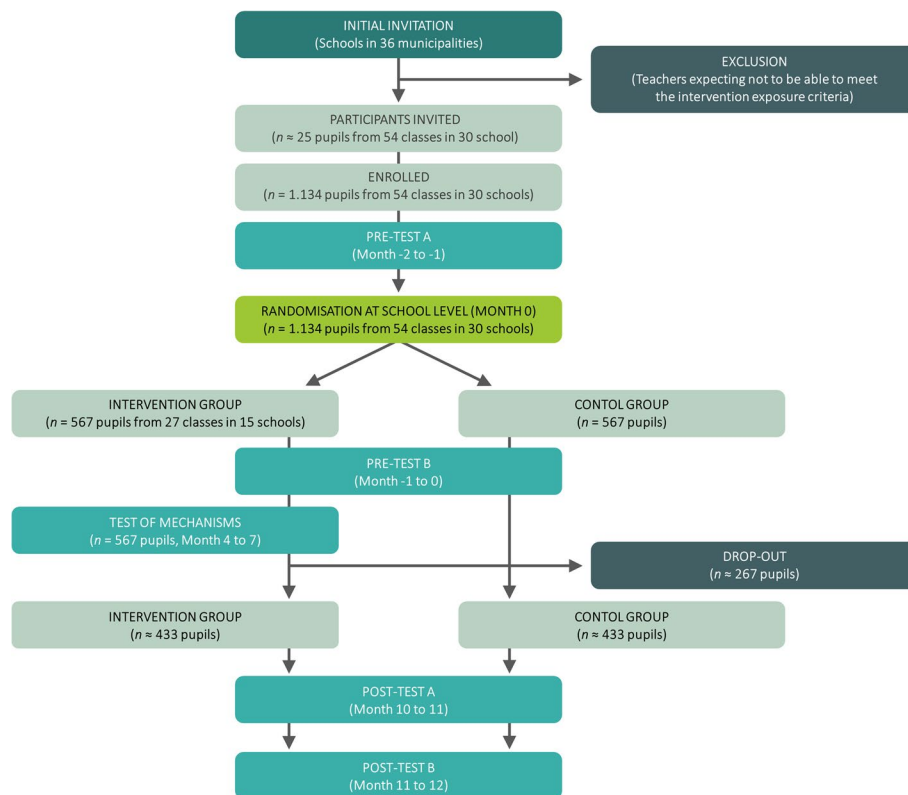 INITIAL INVITATION
(Schools in 36 municipalities)
EXCLUSION
(Teachers expecting not to be able to meet
the intervention exposure criteria)
PARTICIPANTS INVITED
(n ≈ 25 pupils from 54 classes in 30 school)
ENROLLED
(n = 1.134 pupils from 54 classes in 30 schools)
PRE-TEST A
(Month -2 to -1)
RANDOMISATION AT SCHOOL LEVEL (MONTH 0)
(n = 1.134 pupils from 54 classes in 30 schools)
INTERVENTION GROUP
(n = 567 pupils from 27 classes in 15 schools)
CONTOL GROUP
(n = 567 pupils)
PRE-TEST B
(Month -1 to 0)
TEST OF MECHANISMS
(n = 567 pupils, Month 4 to 7)
DROP-OUT
(n ≈ 267 pupils)
INTERVENTION GROUP
(n ≈ 433 pupils)
CONTOL GROUP
(n ≈ 433 pupils)
POST-TEST A
(Month 10 to 11)
POST-TEST B
(Month 11 to 12)